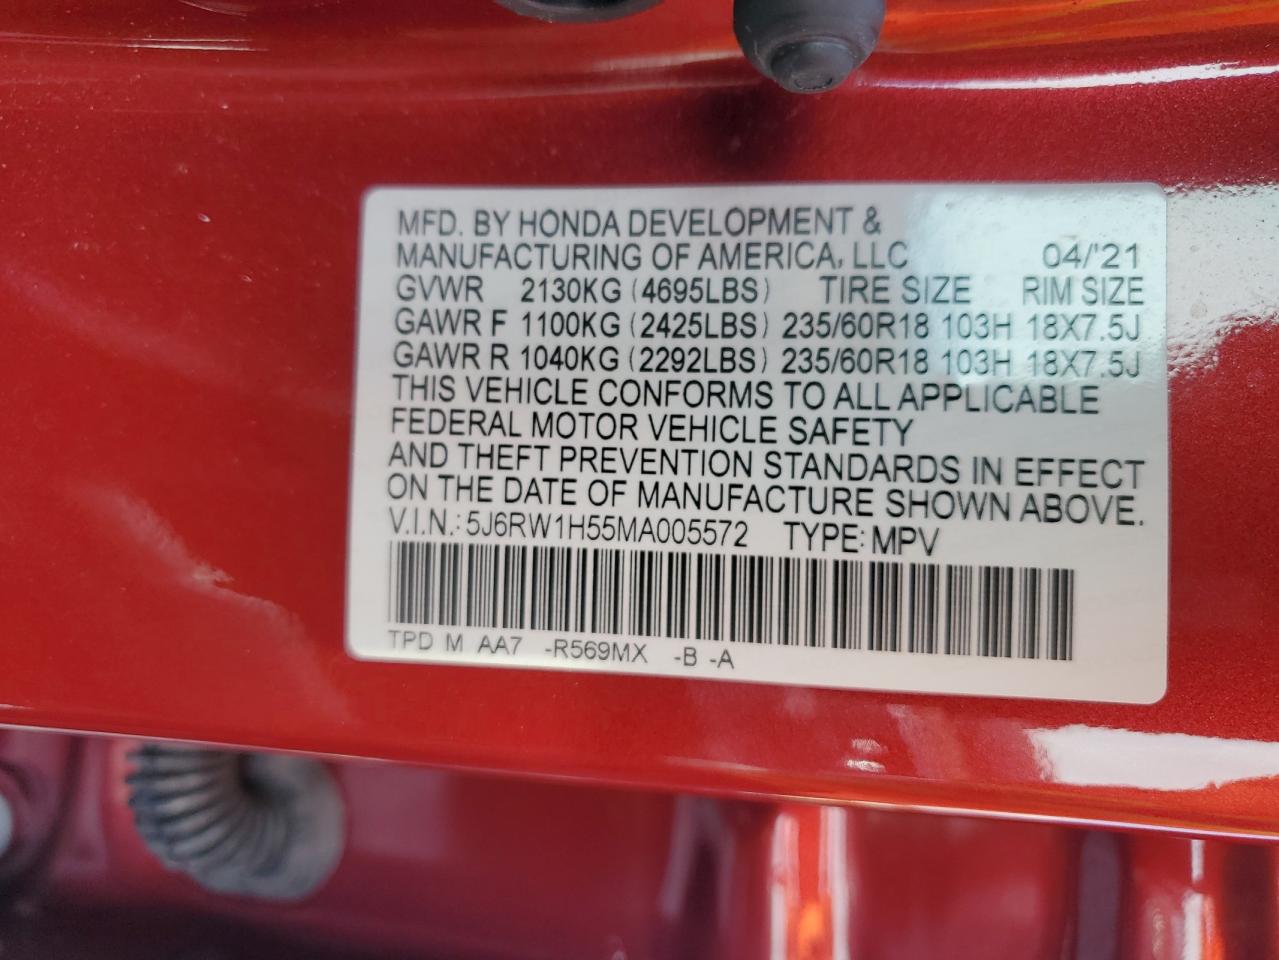 MFD. BY HONDA DEVELOPMENT &
MANUFACTURING OF AMERICA, LLC 04/'21
GVWR 2130KG (4695LBS) TIRE SIZE RIM SIZE
GAWR F 1100KG (2425LBS) 235/60R18 103H 18X7.5J
GAWR R 1040KG (2292LBS) 235/60R18 103H 18X7.5J
THIS VEHICLE CONFORMS TO ALL APPLICABLE
FEDERAL MOTOR VEHICLE SAFETY
AND THEFT PREVENTION STANDARDS IN EFFECT
ON THE DATE OF MANUFACTURE SHOWN ABOVE.
V.I.N.: 5J6RW1H55MA005572 TYPE: MPV
TPD M AA7 -R569MX -B -A